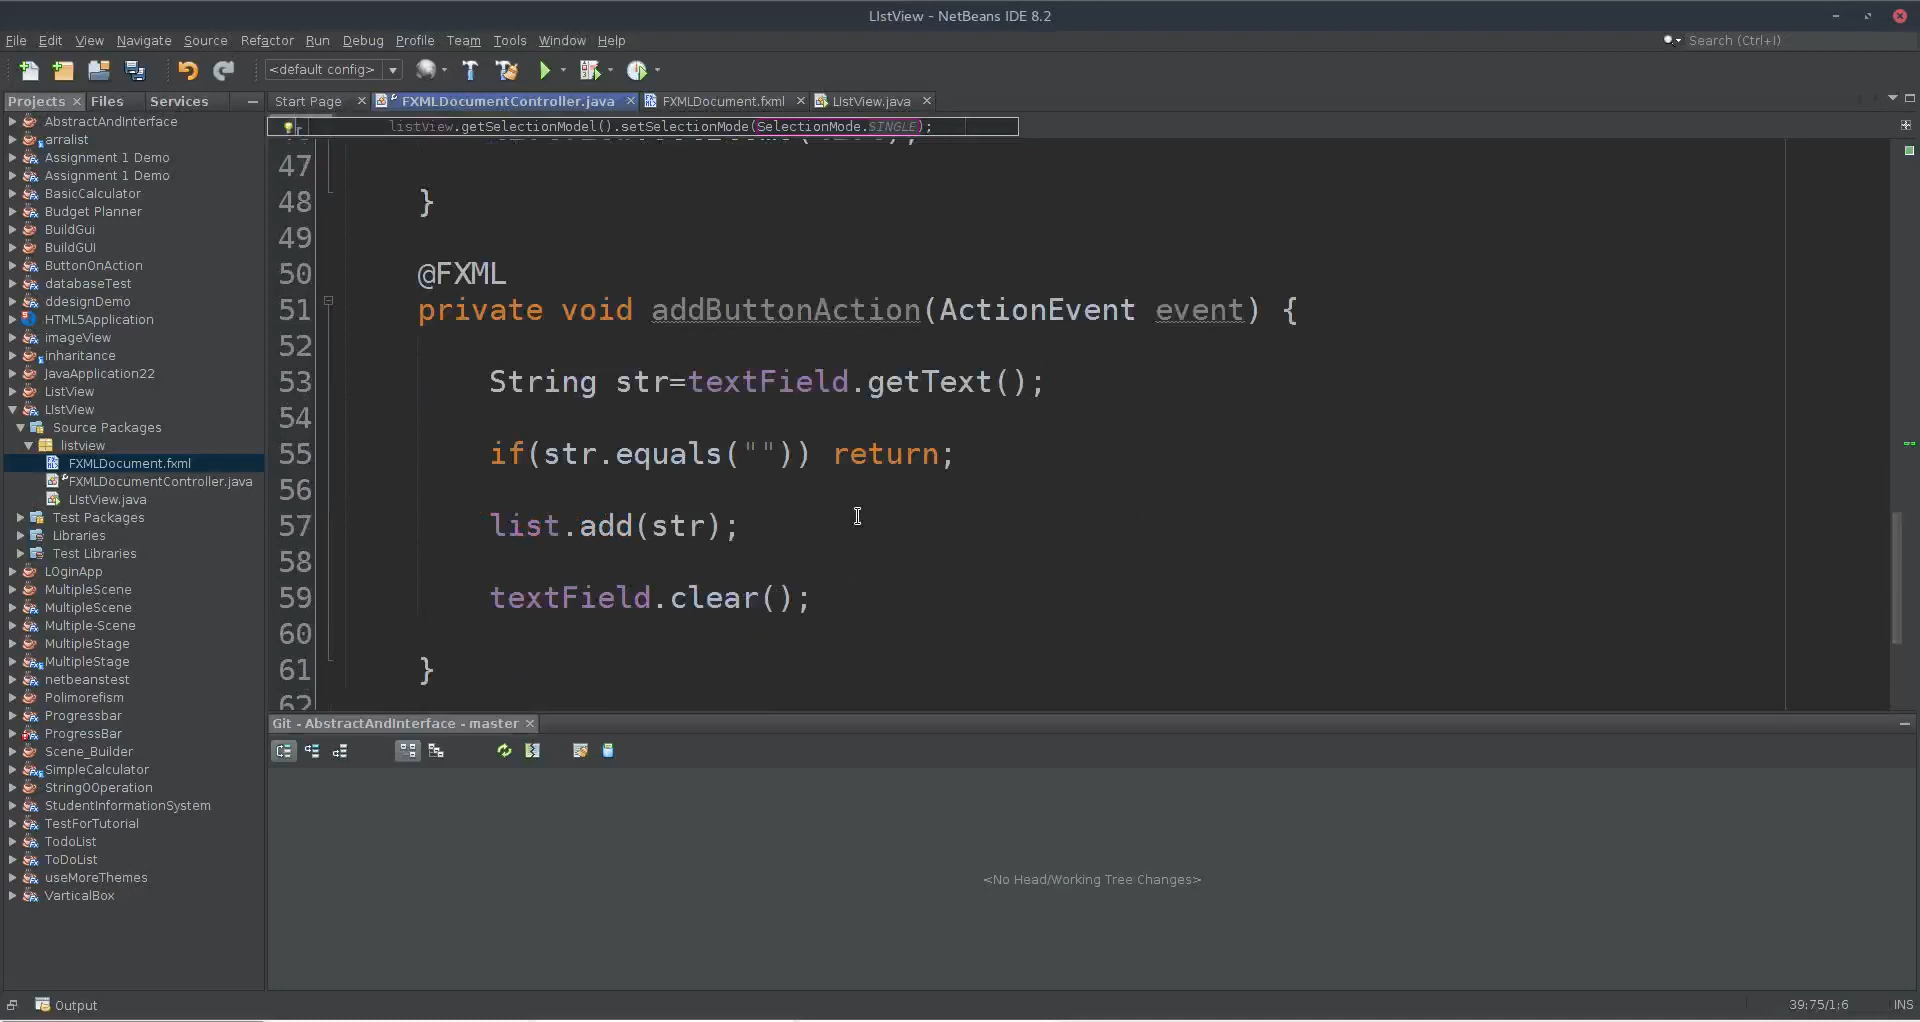 LIstView - NetBeans IDE 8.2
File Edit View Navigate Source Refactor Run Debug Profile Team Tools Window Help Search (Ctrl+I)
<default config>
Projects Files Services
Start Page FXMLDocumentController.java FXMLDocument.fxml LIstView.java
AbstractAndInterface
arralist
Assignment 1 Demo
Assignment 1 Demo
BasicCalculator
Budget Planner
BuildGui
BuildGUI
ButtonOnAction
databaseTest
ddesignDemo
HTML5Application
imageView
inharitance
JavaApplication22
ListView
LIstView
Source Packages
listview
FXMLDocument.fxml
FXMLDocumentController.java
LIstView.java
Test Packages
Libraries
Test Libraries
LOginApp
MultipleScene
MultipleScene
Multiple-Scene
MultipleStage
MultipleStage
netbeanstest
Polimorefism
Progressbar
ProgressBar
Scene_Builder
SimpleCalculator
StringOOperation
StudentInformationSystem
TestForTutorial
TodoList
ToDoList
useMoreThemes
VarticalBox
listView.getSelectionModel().setSelectionMode(SelectionMode.SINGLE);
47
48 }
49
50 @FXML
51 private void addButtonAction(ActionEvent event) {
52
53 String str=textField.getText();
54
55 if(str.equals("")) return;
56
57 list.add(str);
58
59 textField.clear();
60
61 }
62
Git - AbstractAndInterface - master
<No Head/Working Tree Changes>
Output
39:75/1:6 INS